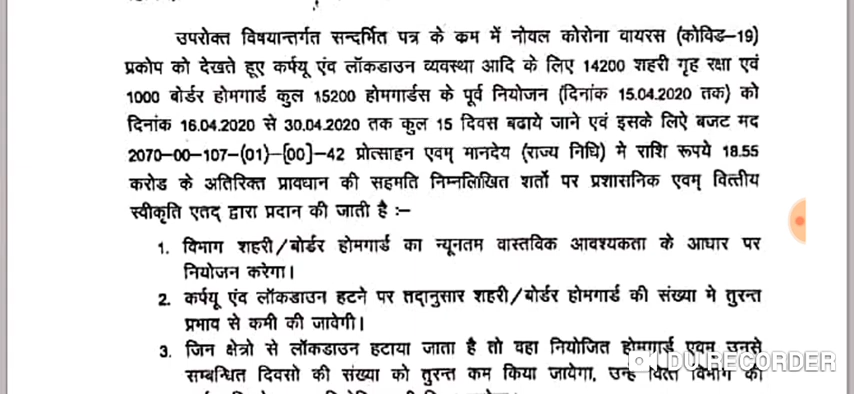 उपरोक्त विषयान्तर्गत सन्दर्भित पत्र के कम में नोवल कोरोना वायरस (कोविड–19)
प्रकोप को देखते हुए कर्फ्यू एंव लॉकडाउन व्यवस्था आदि के लिए 14200 शहरी गृह रक्षा एवं
1000 बोर्डर होमगार्ड कुल 15200 होमगार्डस के पूर्व नियोजन (दिनांक 15.04.2020 तक) को
दिनांक 16.04.2020 से 30.04.2020 तक कुल 15 दिवस बढाये जाने एवं इसके लिऐ बजट मद
2070–00–107–(01)–[00]–42 प्रोत्साहन एवम् मानदेय (राज्य निधि) मे राशि रूपये 18.55
करोड के अतिरिक्त प्रावधान की सहमति निम्नलिखित शर्तो पर प्रशासनिक एवम् वित्तीय
स्वीकृति एतद् द्वारा प्रदान की जाती है :–
1. विभाग शहरी/बोर्डर होमगार्ड का न्यूनतम वास्तविक आवश्यकता के आधार पर
नियोजन करेगा।
2. कर्फ्यू एंव लॉकडाउन हटने पर तद्नुसार शहरी/बोर्डर होमगार्ड की संख्या मे तुरन्त
प्रभाव से कमी की जावेगी।
3. जिन क्षेत्रो से लॉकडाउन हटाया जाता है तो वहा नियोजित होमगार्ड एवम उनसे
सम्बन्धित दिवसो की संख्या को तुरन्त कम किया जायेगा, उन्हे वित्त विभाग की
DU RECORDER